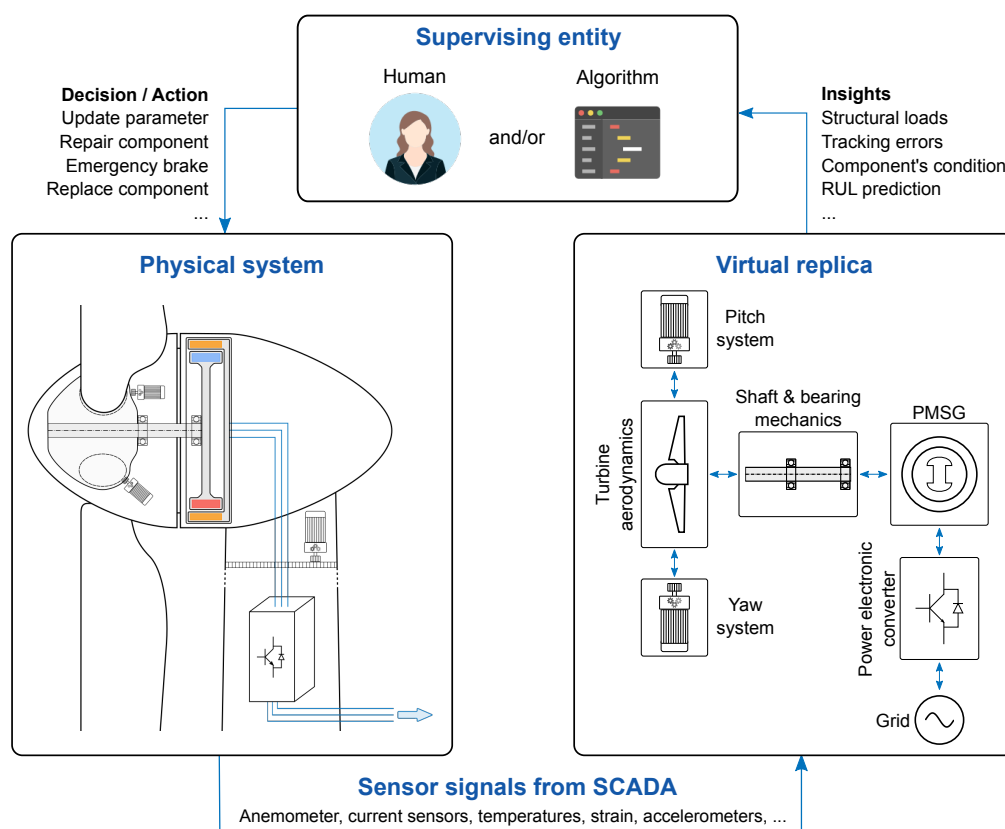 Supervising entity
Human
Algorithm
and/or
Decision / Action
Update parameter
Repair component
Emergency brake
Replace component
...
Insights
Structural loads
Tracking errors
Component's condition
RUL prediction
...
Physical system
Virtual replica
Pitch
system
Turbine
aerodynamics
Shaft & bearing
mechanics
PMSG
Yaw
system
Power electronic
converter
Grid
Sensor signals from SCADA
Anemometer, current sensors, temperatures, strain, accelerometers, ...